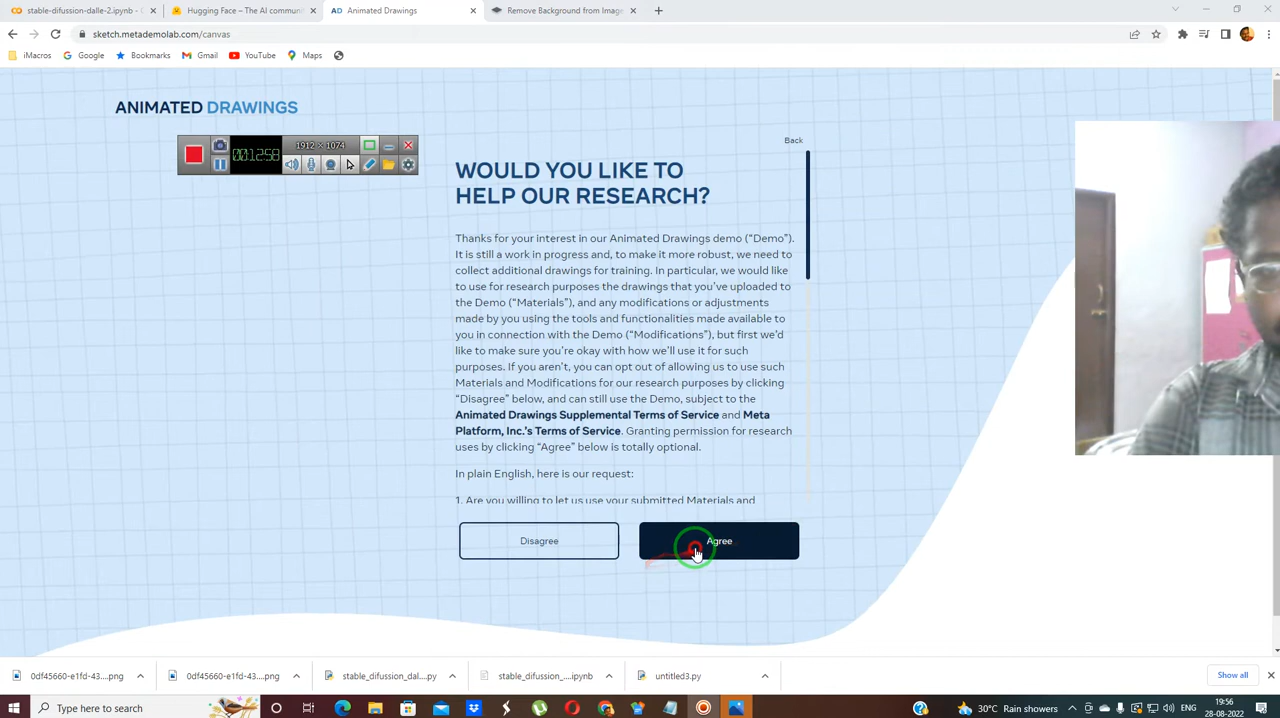 stable-difussion-dalle-2.ipynb - C
Hugging Face – The AI commun
Animated Drawings
Remove Background from Image
sketch.metademolab.com/canvas
iMacros
Google
Bookmarks
Gmail
YouTube
Maps
ANIMATED DRAWINGS
00:12:58
1912 × 1074
Back
WOULD YOU LIKE TO
HELP OUR RESEARCH?
Thanks for your interest in our Animated Drawings demo (“Demo”).
It is still a work in progress and, to make it more robust, we need to
collect additional drawings for training. In particular, we would like
to use for research purposes the drawings that you’ve uploaded to
the Demo (“Materials”), and any modifications or adjustments
made by you using the tools and functionalities made available to
you in connection with the Demo (“Modifications”), but first we’d
like to make sure you’re okay with how we’ll use it for such
purposes. If you aren’t, you can opt out of allowing us to use such
Materials and Modifications for our research purposes by clicking
“Disagree” below, and can still use the Demo, subject to the
Animated Drawings Supplemental Terms of Service and Meta
Platform, Inc.’s Terms of Service. Granting permission for research
uses by clicking “Agree” below is totally optional.
In plain English, here is our request:
1. Are you willing to let us use your submitted Materials and
Disagree
Agree
0df45660-e1fd-43....png
0df45660-e1fd-43....png
stable_difussion_dal....py
stable_difussion_....ipynb
untitled3.py
Show all
Type here to search
30°C Rain showers
ENG
19:56
28-08-2022